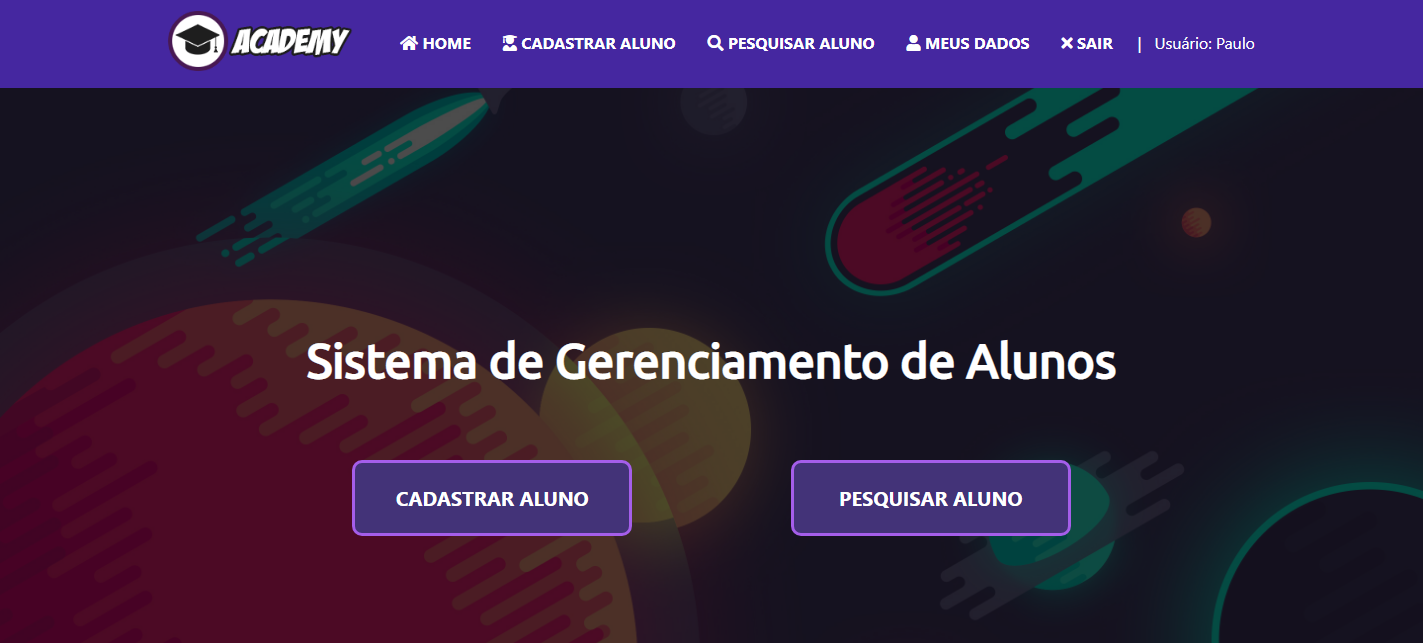 ACADEMY HOME CADASTRAR ALUNO PESQUISAR ALUNO MEUS DADOS SAIR | Usuário: Paulo
Sistema de Gerenciamento de Alunos
CADASTRAR ALUNO PESQUISAR ALUNO